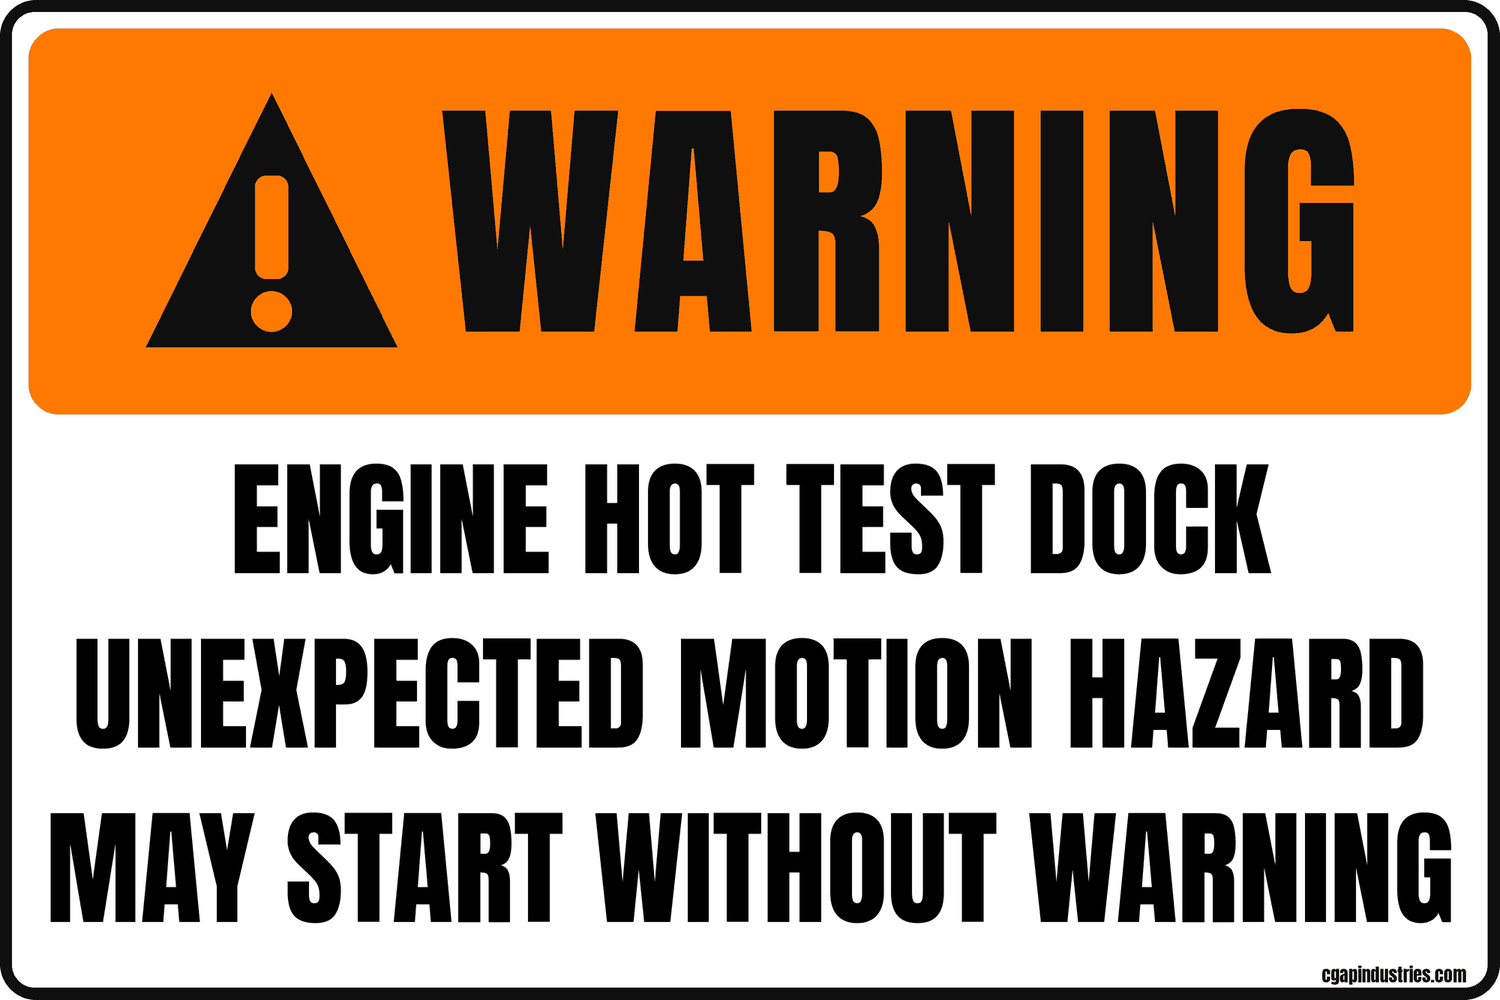 WARNING
ENGINE HOT TEST DOCK
UNEXPECTED MOTION HAZARD
MAY START WITHOUT WARNING
cgapindustries.com